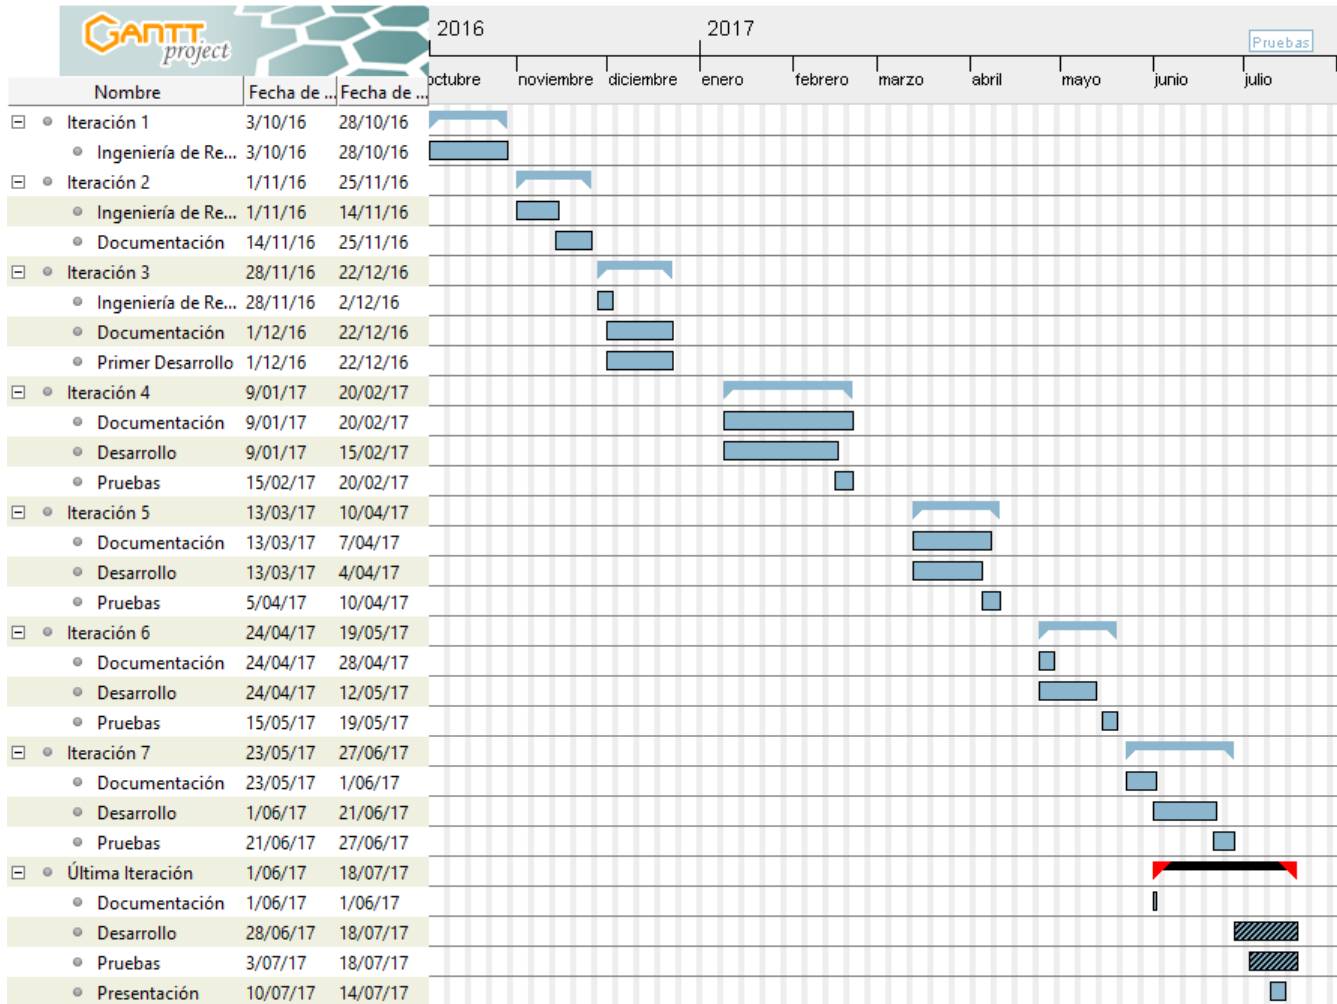 GANTT
project
2016 2017
Pruebas
octubre noviembre diciembre enero febrero marzo abril mayo junio julio
Nombre Fecha de ... Fecha de ...
Iteración 1 3/10/16 28/10/16
Ingeniería de Re... 3/10/16 28/10/16
Iteración 2 1/11/16 25/11/16
Ingeniería de Re... 1/11/16 14/11/16
Documentación 14/11/16 25/11/16
Iteración 3 28/11/16 22/12/16
Ingeniería de Re... 28/11/16 2/12/16
Documentación 1/12/16 22/12/16
Primer Desarrollo 1/12/16 22/12/16
Iteración 4 9/01/17 20/02/17
Documentación 9/01/17 20/02/17
Desarrollo 9/01/17 15/02/17
Pruebas 15/02/17 20/02/17
Iteración 5 13/03/17 10/04/17
Documentación 13/03/17 7/04/17
Desarrollo 13/03/17 4/04/17
Pruebas 5/04/17 10/04/17
Iteración 6 24/04/17 19/05/17
Documentación 24/04/17 28/04/17
Desarrollo 24/04/17 12/05/17
Pruebas 15/05/17 19/05/17
Iteración 7 23/05/17 27/06/17
Documentación 23/05/17 1/06/17
Desarrollo 1/06/17 21/06/17
Pruebas 21/06/17 27/06/17
Última Iteración 1/06/17 18/07/17
Documentación 1/06/17 1/06/17
Desarrollo 28/06/17 18/07/17
Pruebas 3/07/17 18/07/17
Presentación 10/07/17 14/07/17